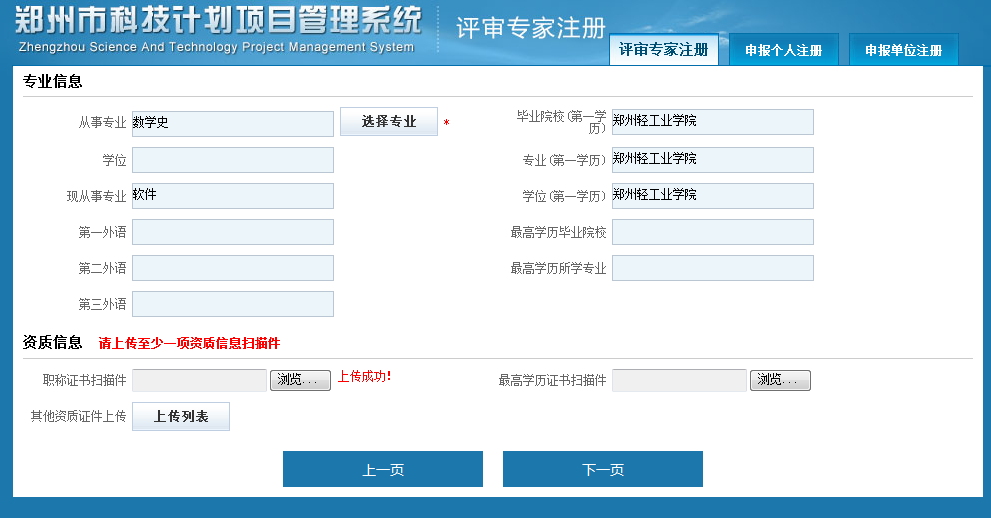 郑州市科技计划项目管理系统
Zhengzhou Science And Technology Project Management System
评审专家注册
评审专家注册 申报个人注册 申报单位注册
专业信息
从事专业 数学史 选择专业 * 毕业院校(第一学
历) 郑州轻工业学院
学位 专业(第一学历) 郑州轻工业学院
现从事专业 软件 学位(第一学历) 郑州轻工业学院
第一外语 最高学历毕业院校
第二外语 最高学历所学专业
第三外语
资质信息 请上传至少一项资质信息扫描件
职称证书扫描件 浏览... 上传成功! 最高学历证书扫描件 浏览...
其他资质证件上传 上传列表
上一页 下一页